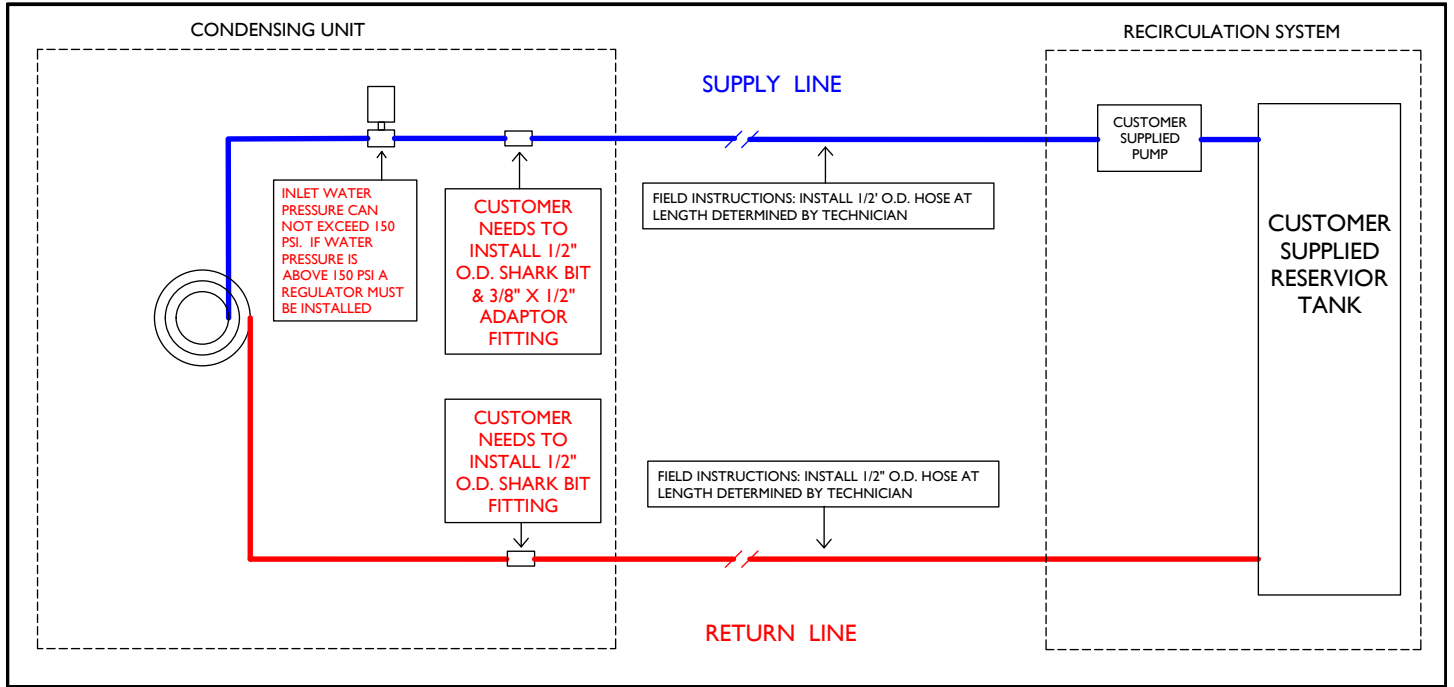 CONDENSING UNIT
RECIRCULATION SYSTEM
SUPPLY LINE
CUSTOMER
SUPPLIED
PUMP
INLET WATER
PRESSURE CAN
NOT EXCEED 150
PSI. IF WATER
PRESSURE IS
ABOVE 150 PSI A
REGULATOR MUST
BE INSTALLED
CUSTOMER
NEEDS TO
INSTALL 1/2"
O.D. SHARK BIT
& 3/8" X 1/2"
ADAPTOR
FITTING
FIELD INSTRUCTIONS: INSTALL 1/2' O.D. HOSE AT
LENGTH DETERMINED BY TECHNICIAN
CUSTOMER
SUPPLIED
RESERVIOR
TANK
CUSTOMER
NEEDS TO
INSTALL 1/2"
O.D. SHARK BIT
FITTING
FIELD INSTRUCTIONS: INSTALL 1/2" O.D. HOSE AT
LENGTH DETERMINED BY TECHNICIAN
RETURN LINE